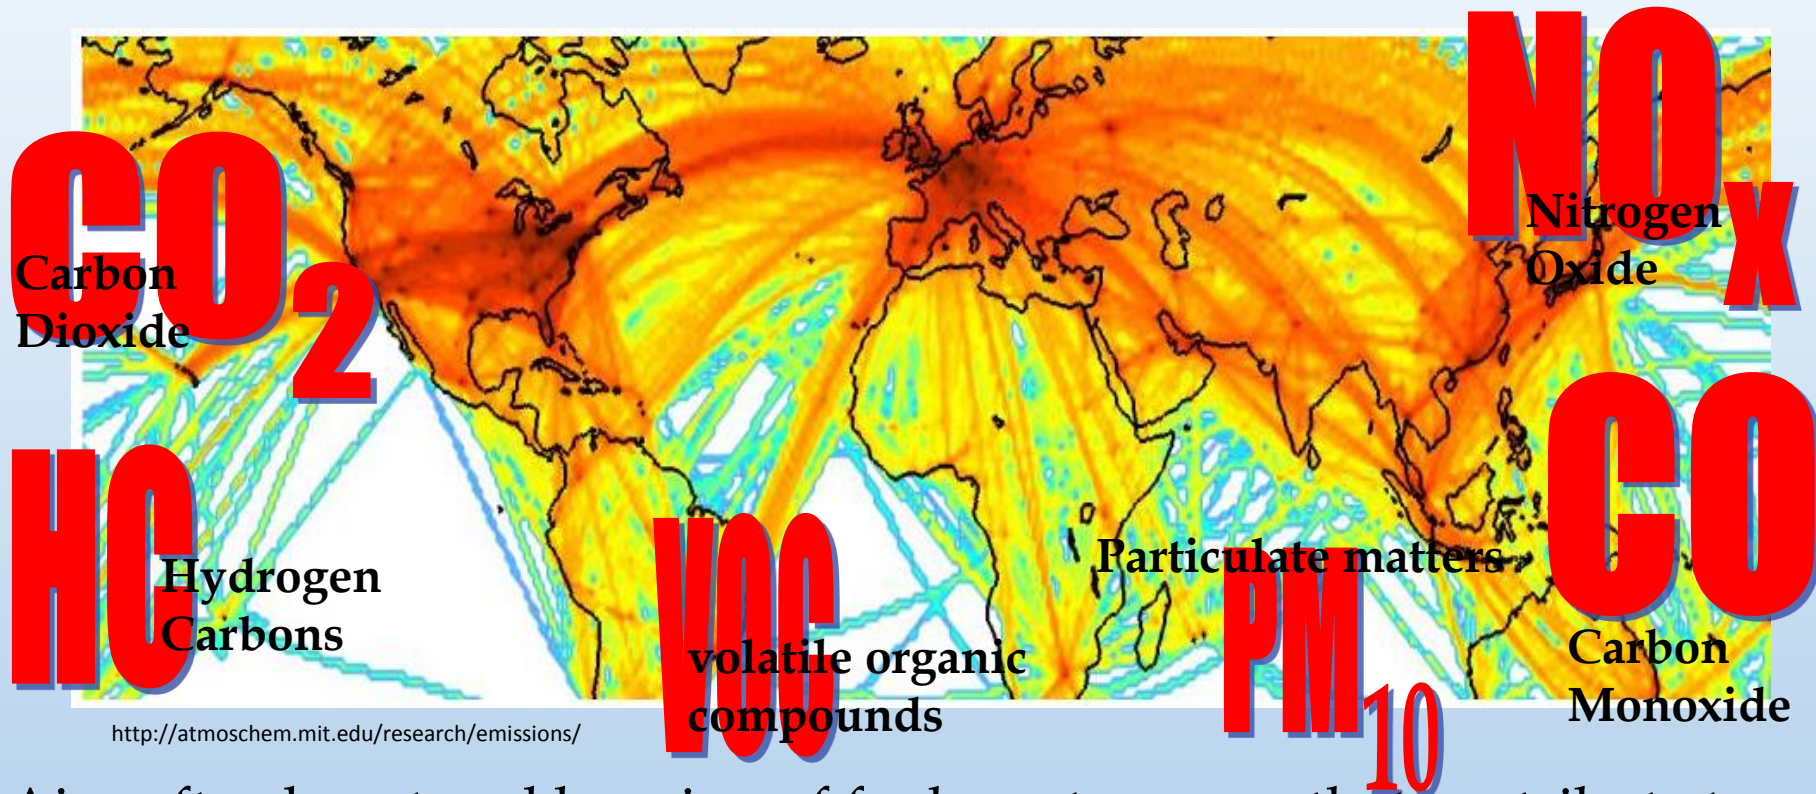 NOx
Nitrogen
Oxide
CO2
Carbon
Dioxide
CO
Carbon
Monoxide
HC
Hydrogen
Carbons
VOC
volatile organic
compounds
Particulate matters
PM10
http://atmoschem.mit.edu/research/emissions/